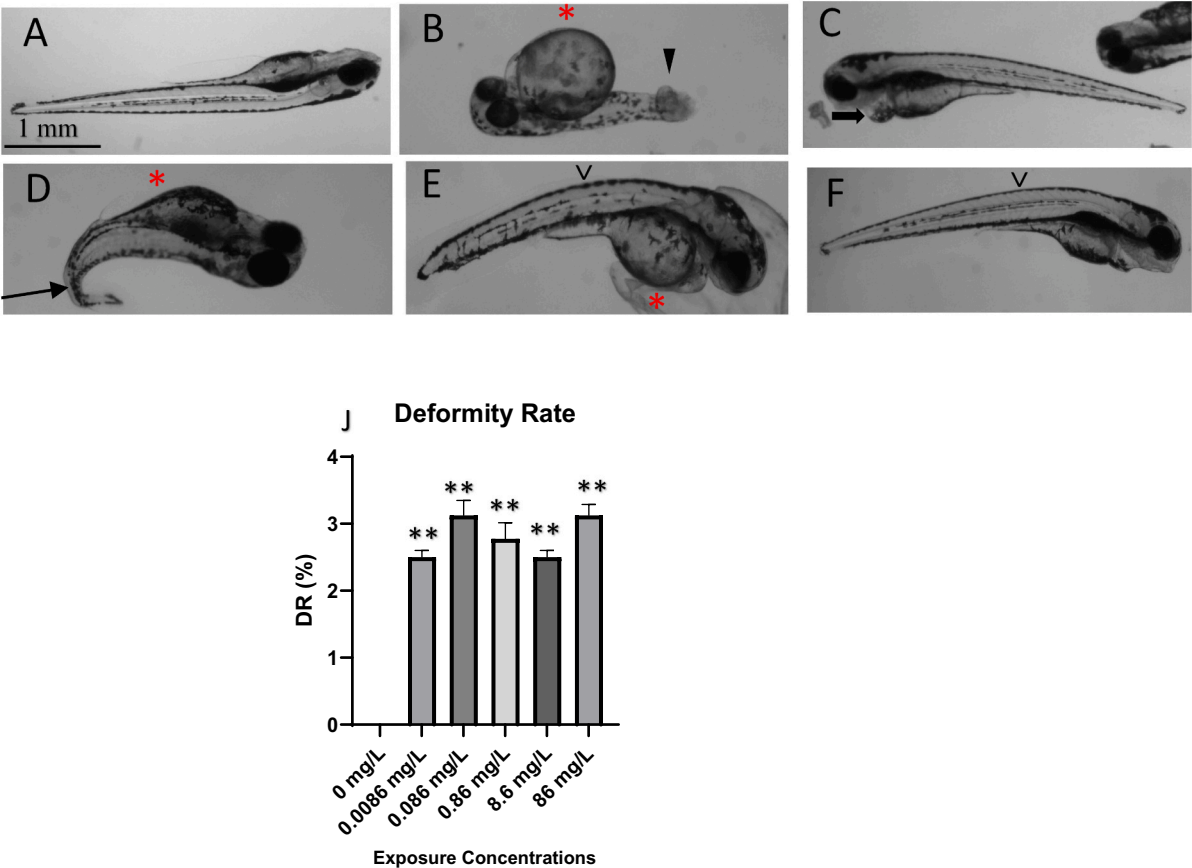 A
1 mm
B
*
C
D
*
E
*
v
F
v
J
Deformity Rate
DR (%)
4
3
2
1
0
**
**
**
**
**
0 mg/L
0.0086 mg/L
0.086 mg/L
0.86 mg/L
8.6 mg/L
86 mg/L
Exposure Concentrations